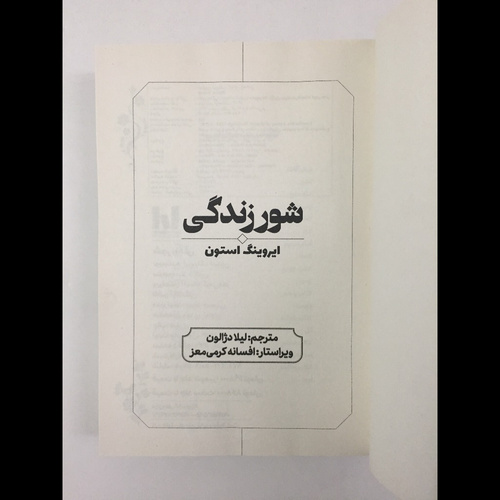 شور زندگی
ایروینگ استون
مترجم: لیلا دژالون
ویراستار: افسانه کرمی‌معز